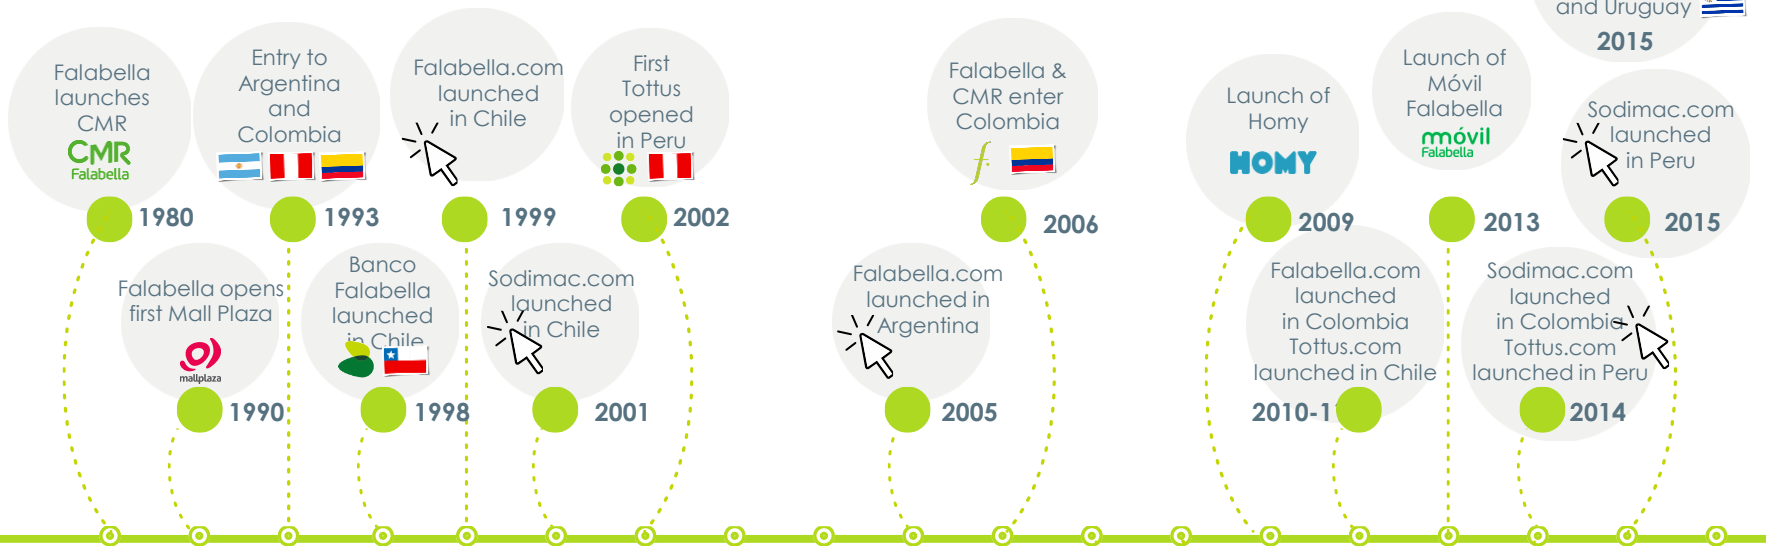 Falabella
launches
CMR
CMR
Falabella
1980
Falabella opens
first Mall Plaza
mallplaza
1990
Entry to
Argentina
and
Colombia
1993
Banco
Falabella
launched
in Chile
1998
Falabella.com
launched
in Chile
1999
Sodimac.com
launched
in Chile
2001
First
Tottus
opened
in Peru
2002
Falabella.com
launched in
Argentina
2005
Falabella &
CMR enter
Colombia
f.
2006
Launch of
Homy
HOMY
2009
Falabella.com
launched
in Colombia
Tottus.com
launched in Chile
2010-1
Launch of
Móvil
Falabella
móvil
Falabella
2013
Sodimac.com
launched
in Colombia
Tottus.com
launched in Peru
2014
and Uruguay
2015
Sodimac.com
launched
in Peru
2015